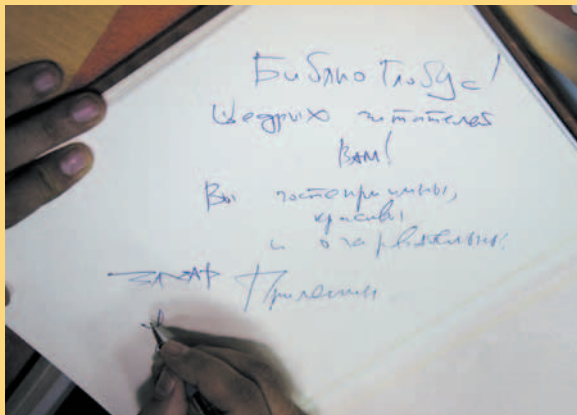 Библио Глобус!
Щедрых читателей
Вам!
Вы гостеприимны,
красивы
и очаровательны!
Захар Прилепин